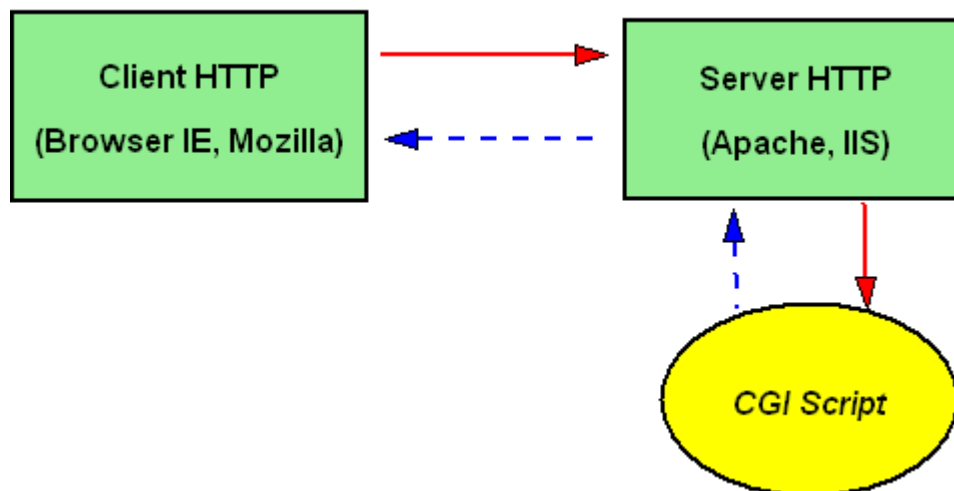 Client HTTP
(Browser IE, Mozilla)
Server HTTP
(Apache, IIS)
CGI Script